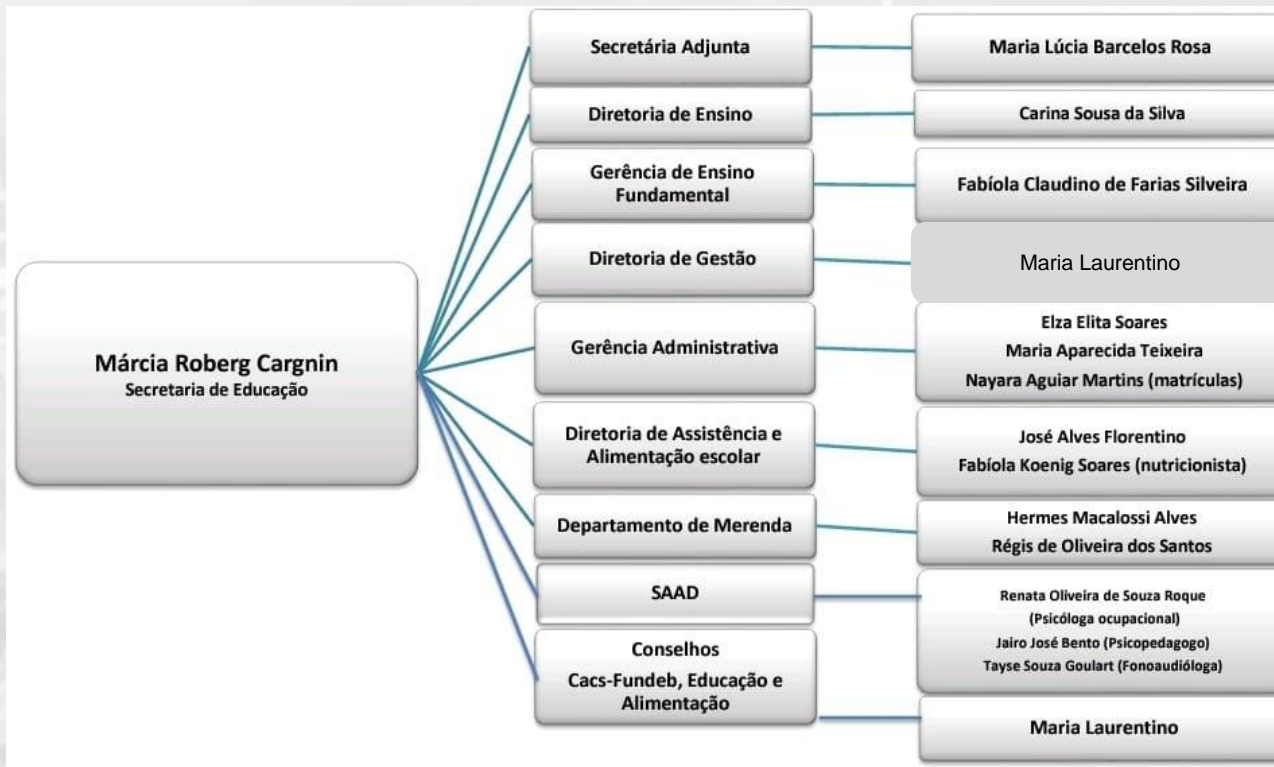 Márcia Roberg Cargnin
Secretaria de Educação
Secretária Adjunta
Maria Lúcia Barcelos Rosa
Diretoria de Ensino
Carina Sousa da Silva
Gerência de Ensino
Fundamental
Fabíola Claudino de Farias Silveira
Diretoria de Gestão
Maria Laurentino
Gerência Administrativa
Elza Elita Soares
Maria Aparecida Teixeira
Nayara Aguiar Martins (matrículas)
Diretoria de Assistência e
Alimentação escolar
José Alves Florentino
Fabíola Koenig Soares (nutricionista)
Departamento de Merenda
Hermes Macalossi Alves
Régis de Oliveira dos Santos
SAAD
Renata Oliveira de Souza Roque
(Psicóloga ocupacional)
Jairo José Bento (Psicopedagogo)
Tayse Souza Goulart (Fonoaudióloga)
Conselhos
Cacs-Fundeb, Educação e
Alimentação
Maria Laurentino